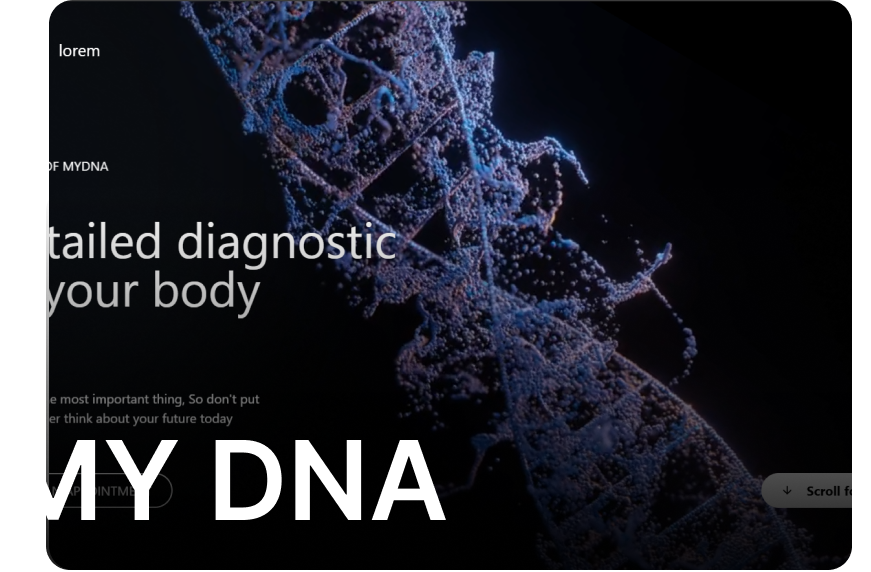 lorem
OF MYDNA
tailed diagnostic
your body
e most important thing, So don't put
er think about your future today
MY DNA
Scroll fo